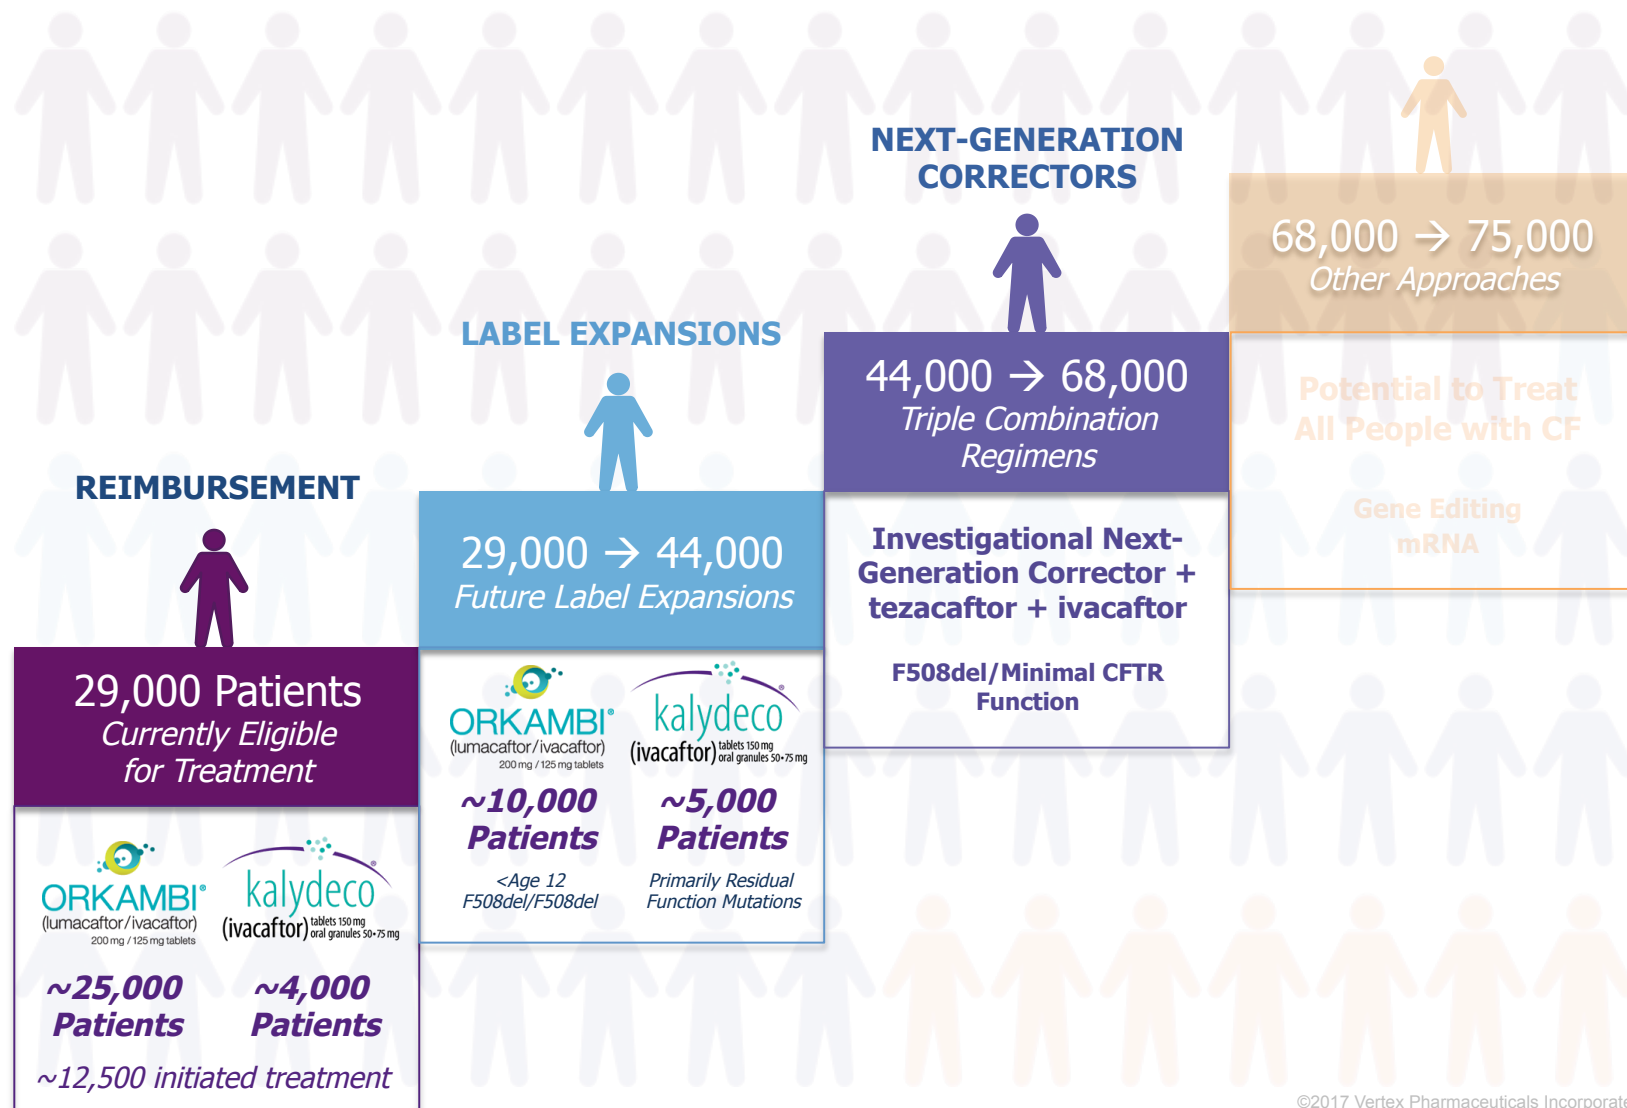 REIMBURSEMENT
29,000 Patients
Currently Eligible
for Treatment
ORKAMBI®
(lumacaftor/ivacaftor)
200 mg / 125 mg tablets
~25,000
Patients
kalydeco®
(ivacaftor) tablets 150 mg
oral granules 50•75 mg
~4,000
Patients
~12,500 initiated treatment
LABEL EXPANSIONS
29,000 → 44,000
Future Label Expansions
ORKAMBI®
(lumacaftor/ivacaftor)
200 mg / 125 mg tablets
~10,000
Patients
<Age 12
F508del/F508del
kalydeco®
(ivacaftor) tablets 150 mg
oral granules 50•75 mg
~5,000
Patients
Primarily Residual
Function Mutations
NEXT-GENERATION
CORRECTORS
44,000 → 68,000
Triple Combination
Regimens
Investigational Next-
Generation Corrector +
tezacaftor + ivacaftor
F508del/Minimal CFTR
Function
68,000 → 75,000
Other Approaches
Potential to Treat
All People with CF
Gene Editing
mRNA
©2017 Vertex Pharmaceuticals Incorporate